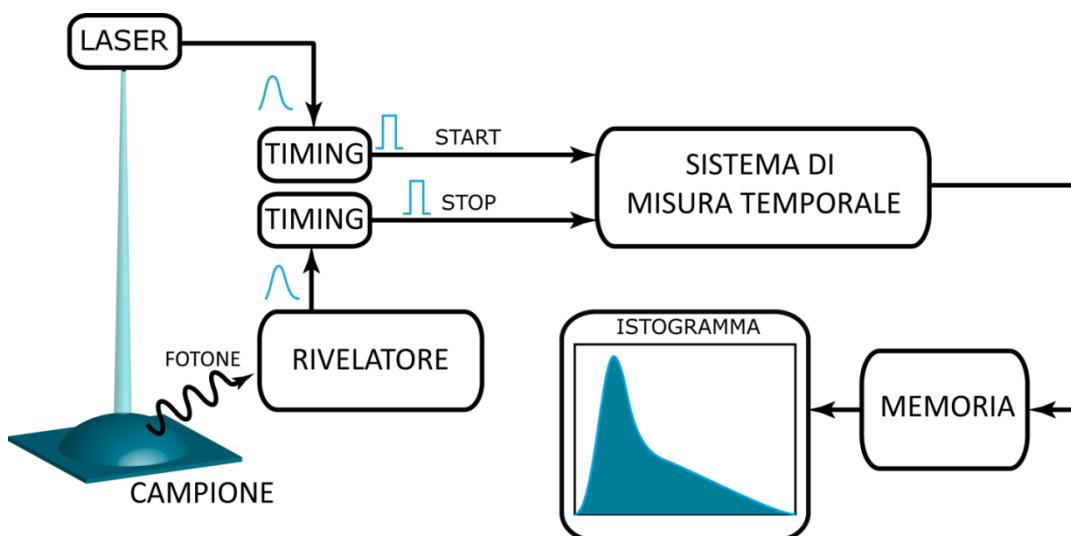 LASER
TIMING
START
TIMING
STOP
SISTEMA DI
MISURA TEMPORALE
FOTONE
RIVELATORE
CAMPIONE
ISTOGRAMMA
MEMORIA